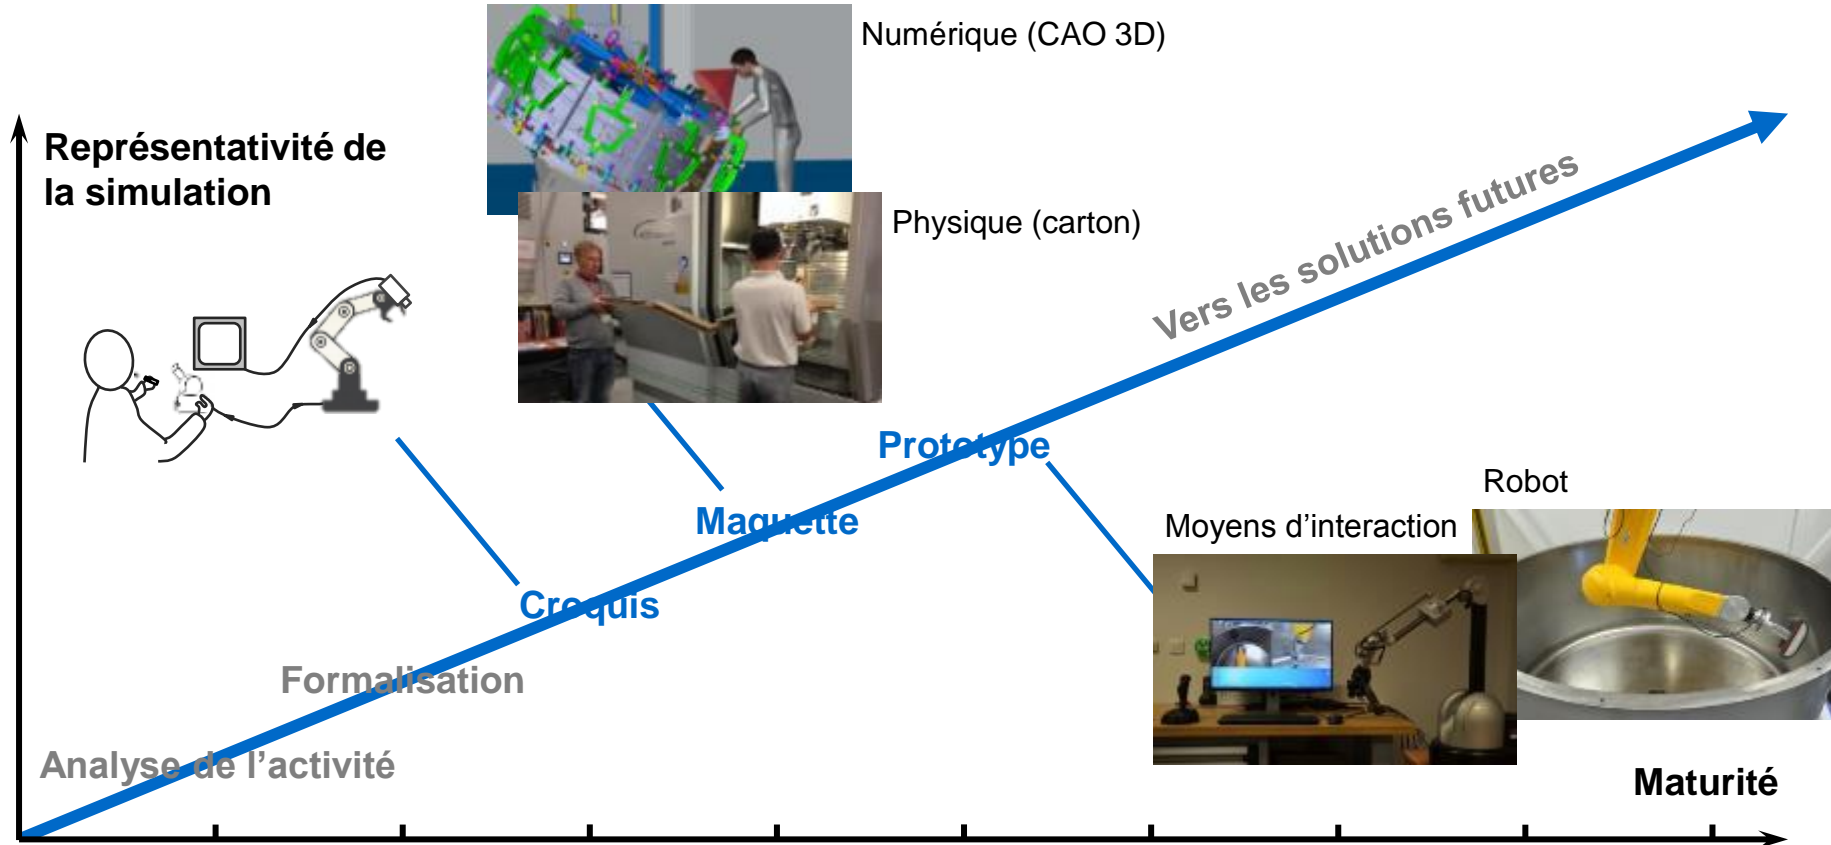 Numérique (CAO 3D)
Représentativité de
la simulation
Physique (carton)
Vers les solutions futures
Prototype
Robot
Maquette
Moyens d’interaction
Croquis
Formalisation
Analyse de l’activité
Maturité